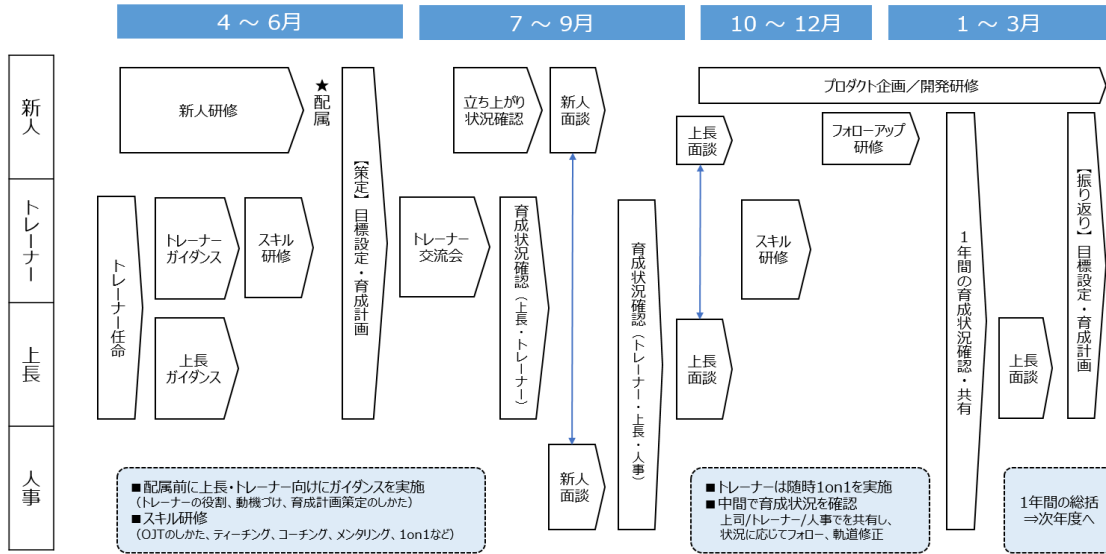 4 ～ 6月
7 ～ 9月
10 ～ 12月
1 ～ 3月
新人
新人研修
★配属
【策定】目標設定・育成計画
立ち上がり
状況確認
新人
面談
上長
面談
プロダクト企画／開発研修
フォローアップ
研修
1年間の育成状況確認・共有
【振り返り】目標設定・育成計画
トレーナー
トレーナー任命
トレーナー
ガイダンス
スキル
研修
トレーナー
交流会
育成状況確認（上長・トレーナー）
育成状況確認（トレーナー・上長・人事）
スキル
研修
上長
上長
ガイダンス
上長
面談
上長
面談
人事
新人
面談
■配属前に上長・トレーナー向けにガイダンスを実施
（トレーナーの役割、動機づけ、育成計画策定のしかた）
■スキル研修
（OJTのしかた、ティーチング、コーチング、メンタリング、1on1など）
■トレーナーは随時1on1を実施
■中間で育成状況を確認
上司/トレーナー/人事でを共有し、
状況に応じてフォロー、軌道修正
1年間の総括
⇒次年度へ